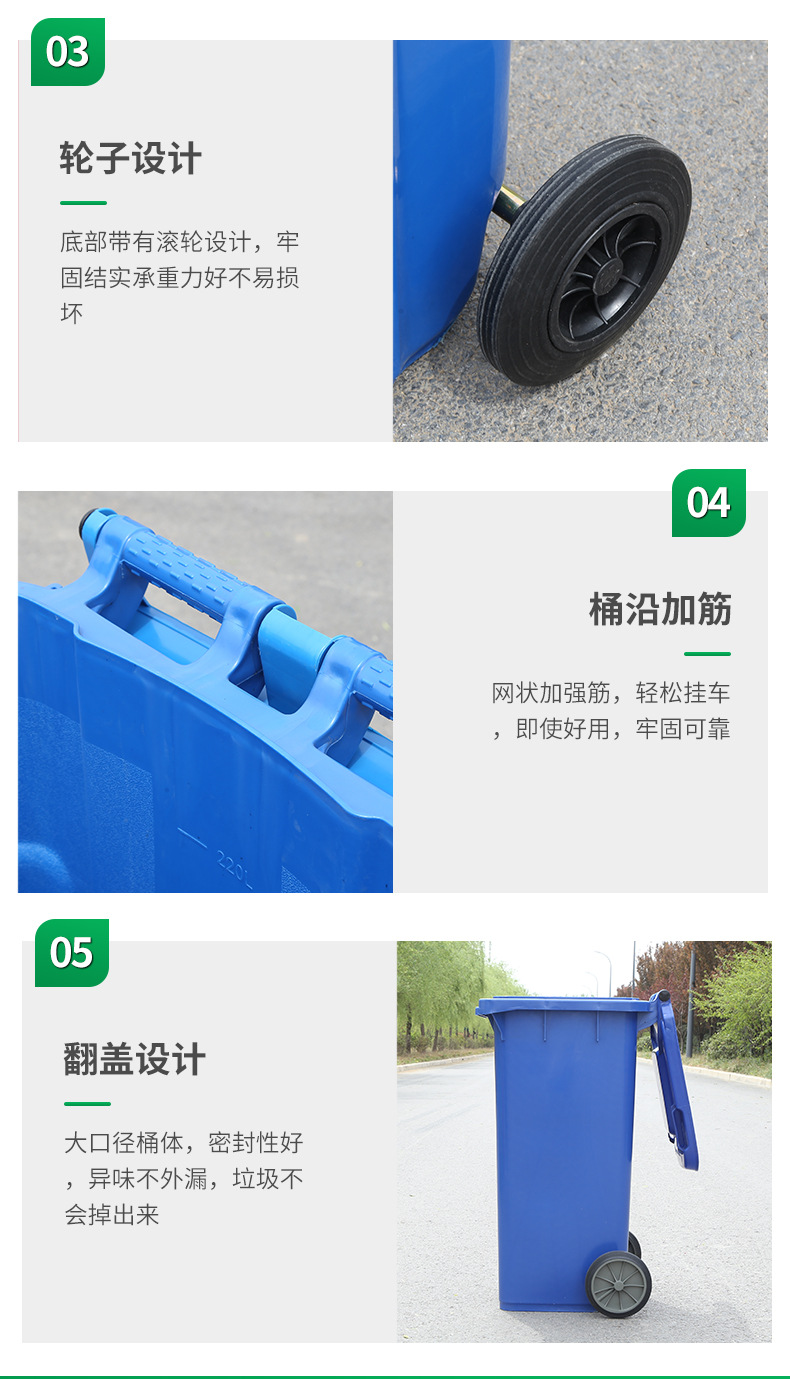 03
轮子设计
底部带有滚轮设计，牢
固结实承重力好不易损
坏
04
桶沿加筋
网状加强筋，轻松挂车
，即使好用，牢固可靠
220L
05
翻盖设计
大口径桶体，密封性好
，异味不外漏，垃圾不
会掉出来